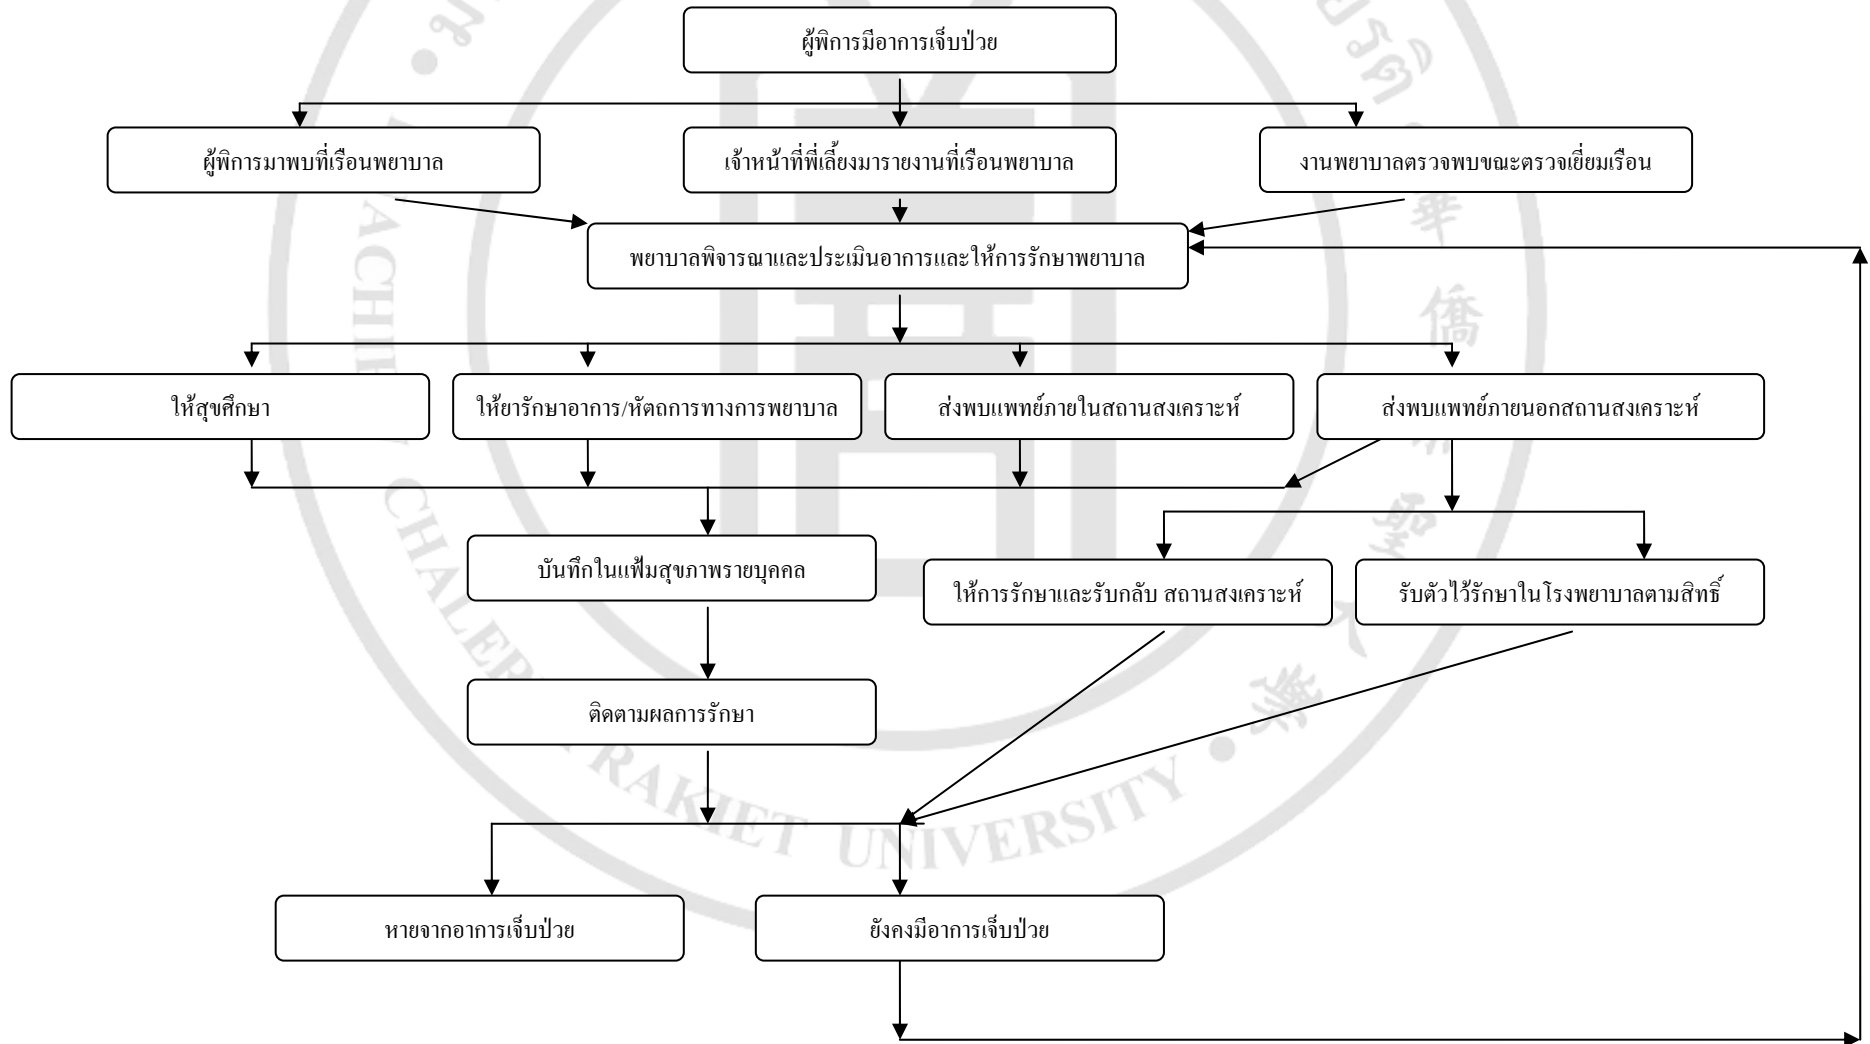 ผู้พิการมีอาการเจ็บป่วย
ผู้พิการมาพบที่เรือนพยาบาล
เจ้าหน้าที่พี่เลี้ยงมารายงานที่เรือนพยาบาล
งานพยาบาลตรวจพบขณะตรวจเยี่ยมเรือน
พยาบาลพิจารณาและประเมินอาการและให้การรักษาพยาบาล
ให้สุขศึกษา
ให้ยารักษาอาการ/หัตถการทางการพยาบาล
ส่งพบแพทย์ภายในสถานสงเคราะห์
ส่งพบแพทย์ภายนอกสถานสงเคราะห์
บันทึกในแฟ้มสุขภาพรายบุคคล
ให้การรักษาและรับกลับ สถานสงเคราะห์
รับตัวไว้รักษาในโรงพยาบาลตามสิทธิ์
ติดตามผลการรักษา
หายจากอาการเจ็บป่วย
ยังคงมีอาการเจ็บป่วย
UNIVERSITY
華
僑
聖